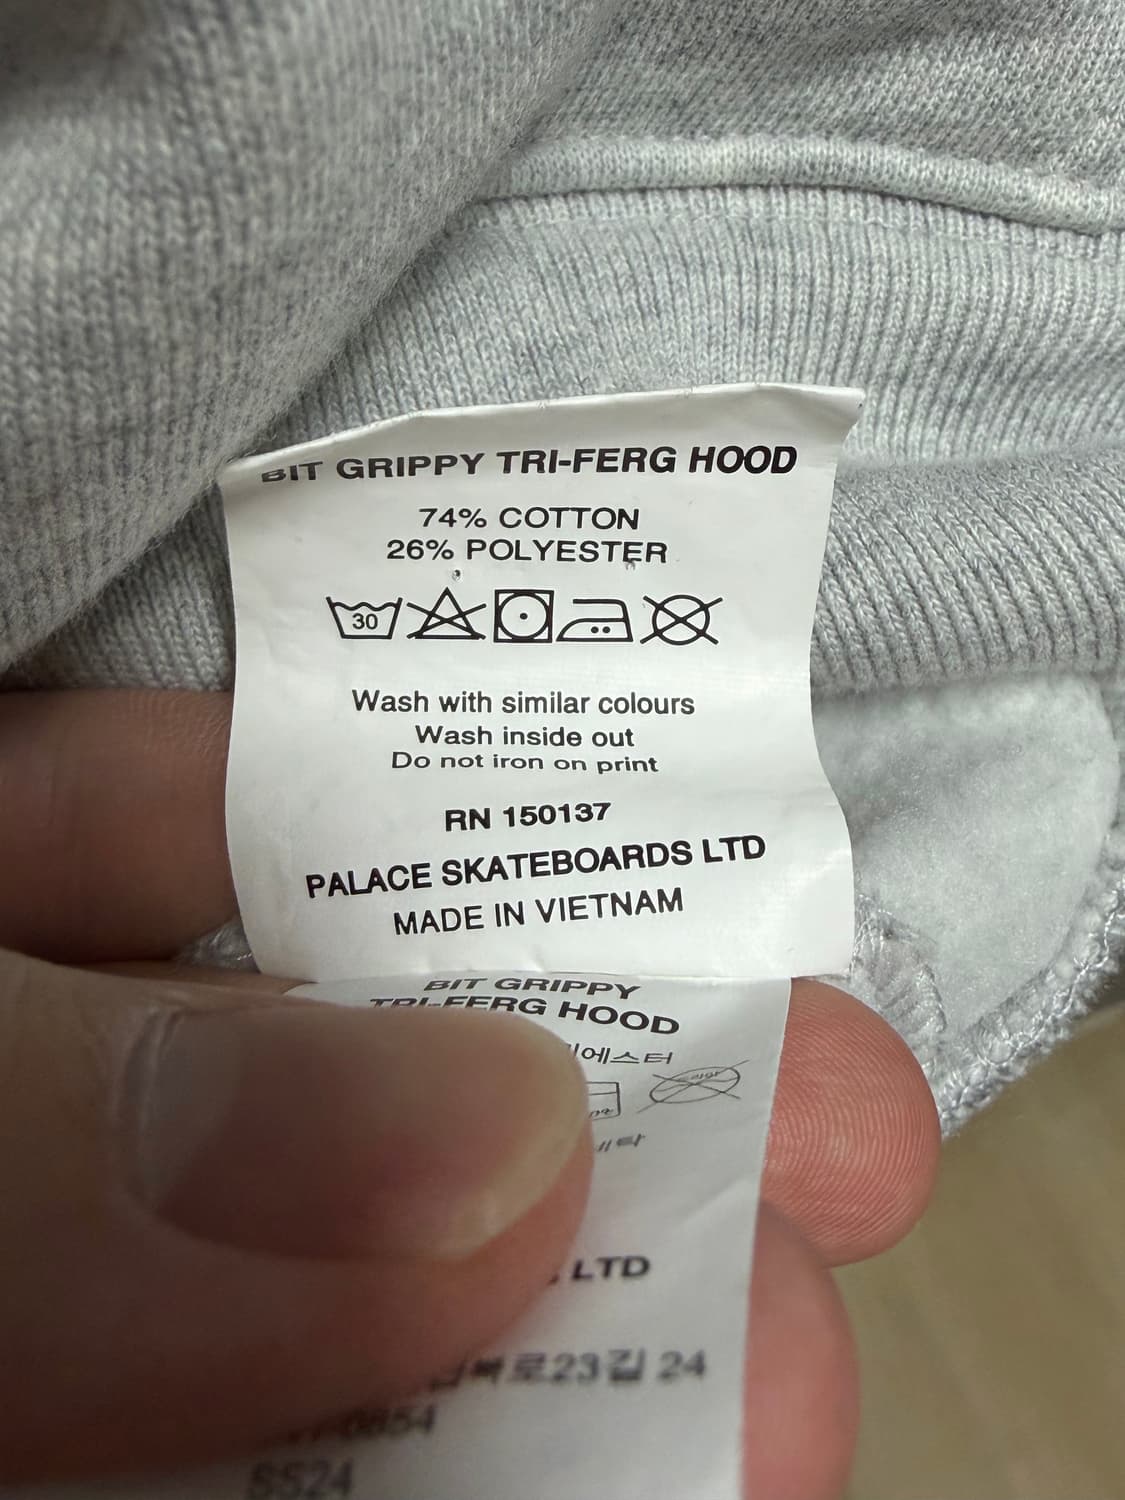 BIT GRIPPY TRI-FERG HOOD
74% COTTON
26% POLYESTER
30
Wash with similar colours
Wash inside out
Do not iron on print
RN 150137
PALACE SKATEBOARDS LTD
MADE IN VIETNAM
BIT GRIPPY
TRI-FERG HOOD
LTD
24
SS24